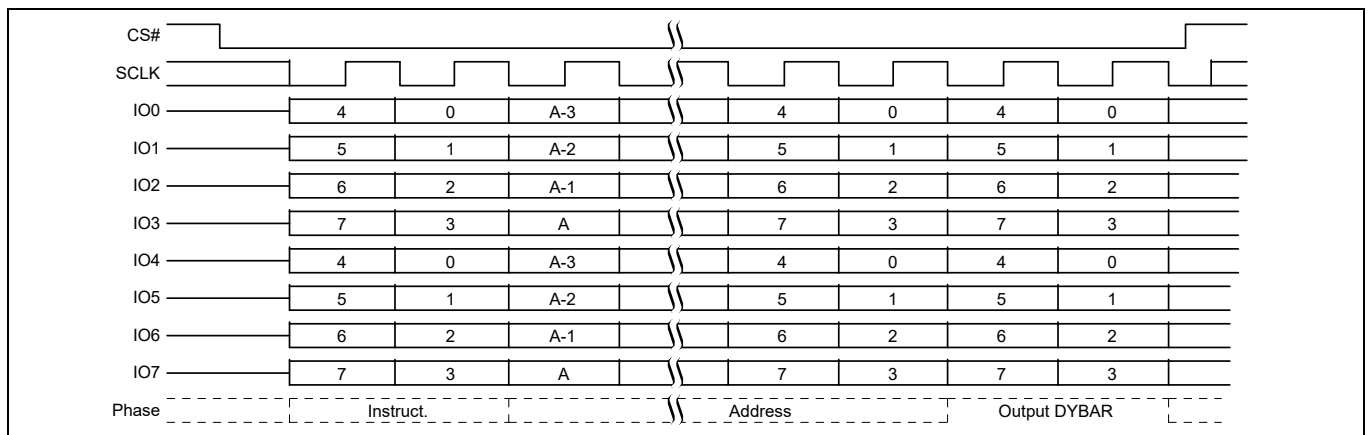 CS#
SCLK
IO0 4 0 A-3 4 0 4 0
IO1 5 1 A-2 5 1 5 1
IO2 6 2 A-1 6 2 6 2
IO3 7 3 A 7 3 7 3
IO4 4 0 A-3 4 0 4 0
IO5 5 1 A-2 5 1 5 1
IO6 6 2 A-1 6 2 6 2
IO7 7 3 A 7 3 7 3
Phase Instruct. Address Output DYBAR